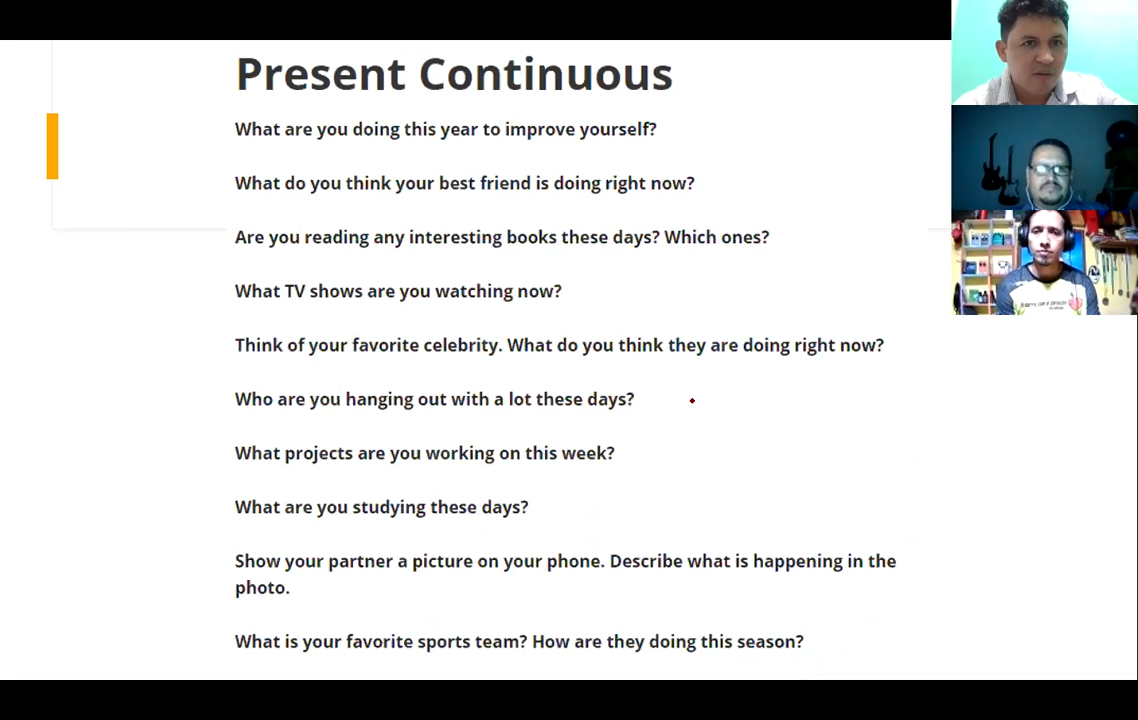 Present Continuous
What are you doing this year to improve yourself?
What do you think your best friend is doing right now?
Are you reading any interesting books these days? Which ones?
What TV shows are you watching now?
Think of your favorite celebrity. What do you think they are doing right now?
Who are you hanging out with a lot these days?
What projects are you working on this week?
What are you studying these days?
Show your partner a picture on your phone. Describe what is happening in the
photo.
What is your favorite sports team? How are they doing this season?